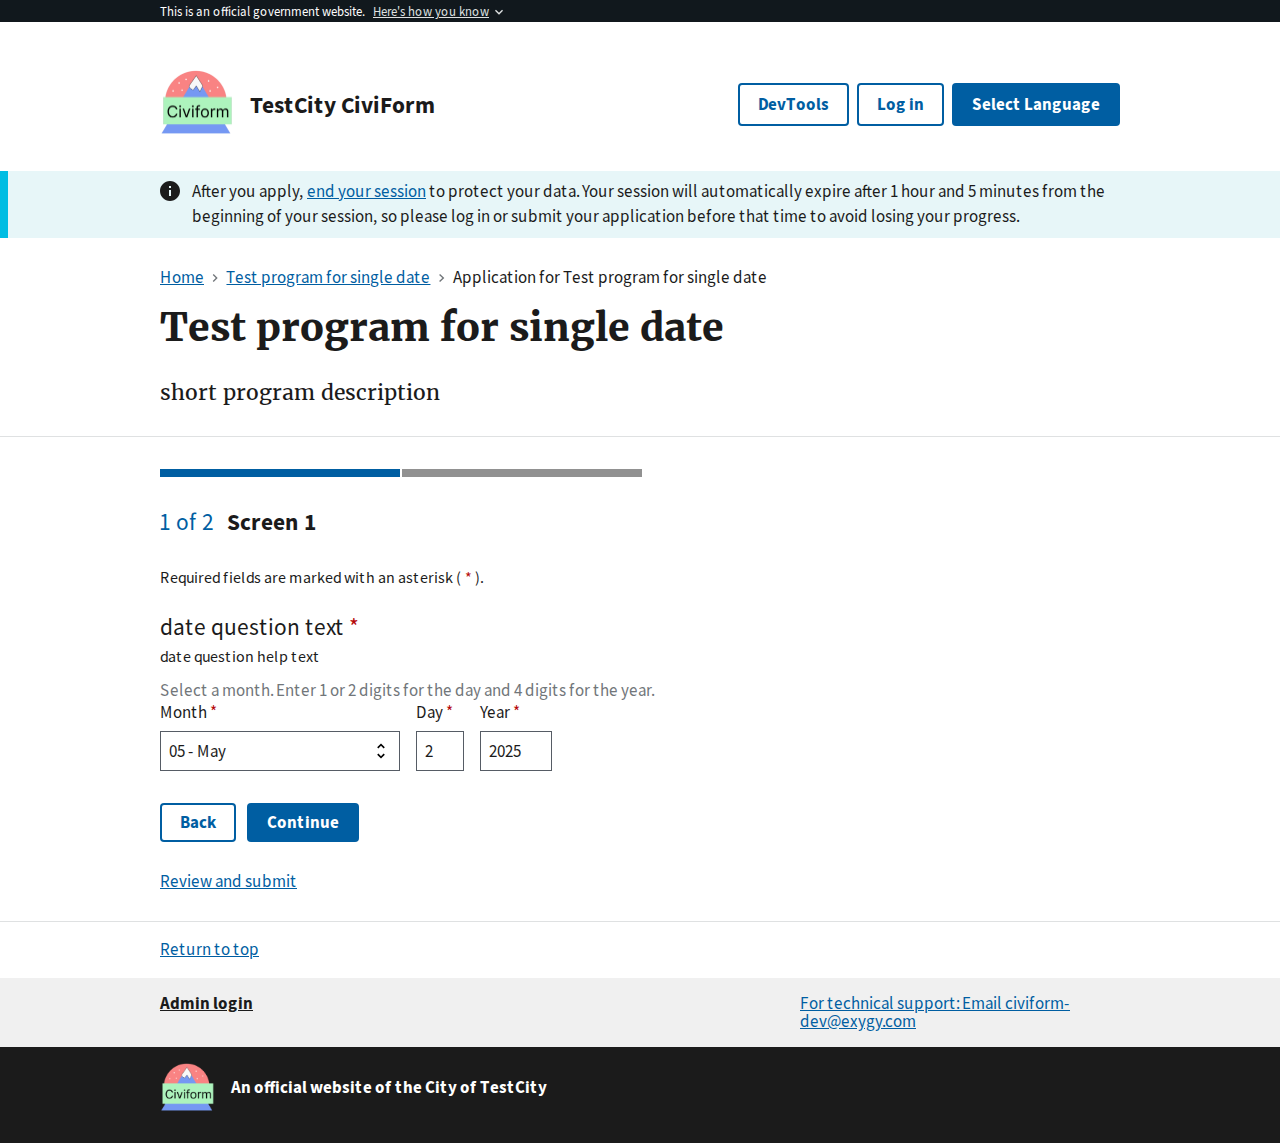 This is an official government website. Here's how you know
Civiform
TestCity CiviForm
DevTools
Log in
Select Language
After you apply, end your session to protect your data. Your session will automatically expire after 1 hour and 5 minutes from the
beginning of your session, so please log in or submit your application before that time to avoid losing your progress.
Home > Test program for single date > Application for Test program for single date
Test program for single date
short program description
1 of 2 Screen 1
Required fields are marked with an asterisk ( * ).
date question text *
date question help text
Select a month. Enter 1 or 2 digits for the day and 4 digits for the year.
Month * Day * Year *
05 - May 2 2025
Back Continue
Review and submit
Return to top
Admin login
For technical support: Email civiform-
dev@exygy.com
Civiform
An official website of the City of TestCity